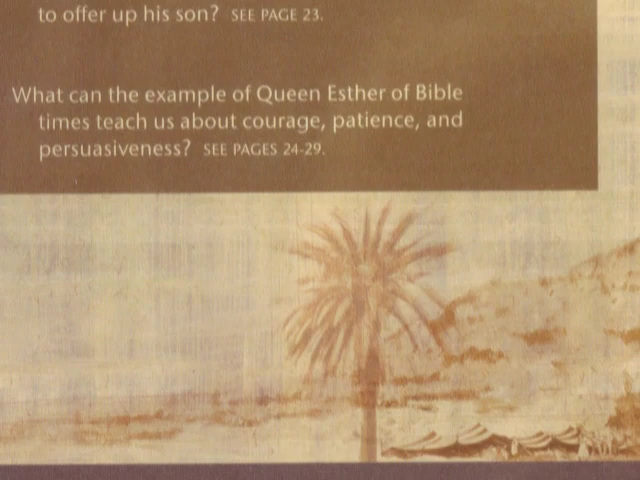 to offer up his son? SEE PAGE 23.
What can the example of Queen Esther of Bible
times teach us about courage, patience, and
persuasiveness? SEE PAGES 24-29.